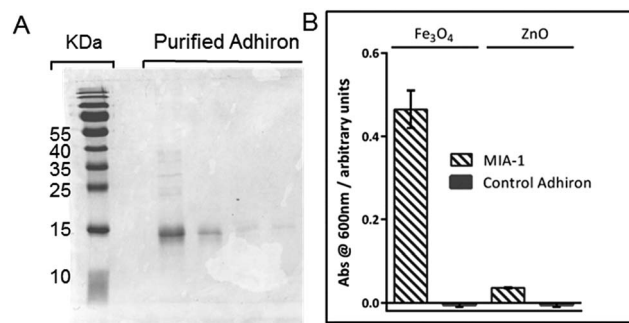 A
KDa
Purified Adhiron
55
40
35
25
15
10
B
Fe₃O₄ ZnO
Abs @ 600nm / arbitrary units
0.6
0.4
0.2
0.0
MIA-1
Control Adhiron